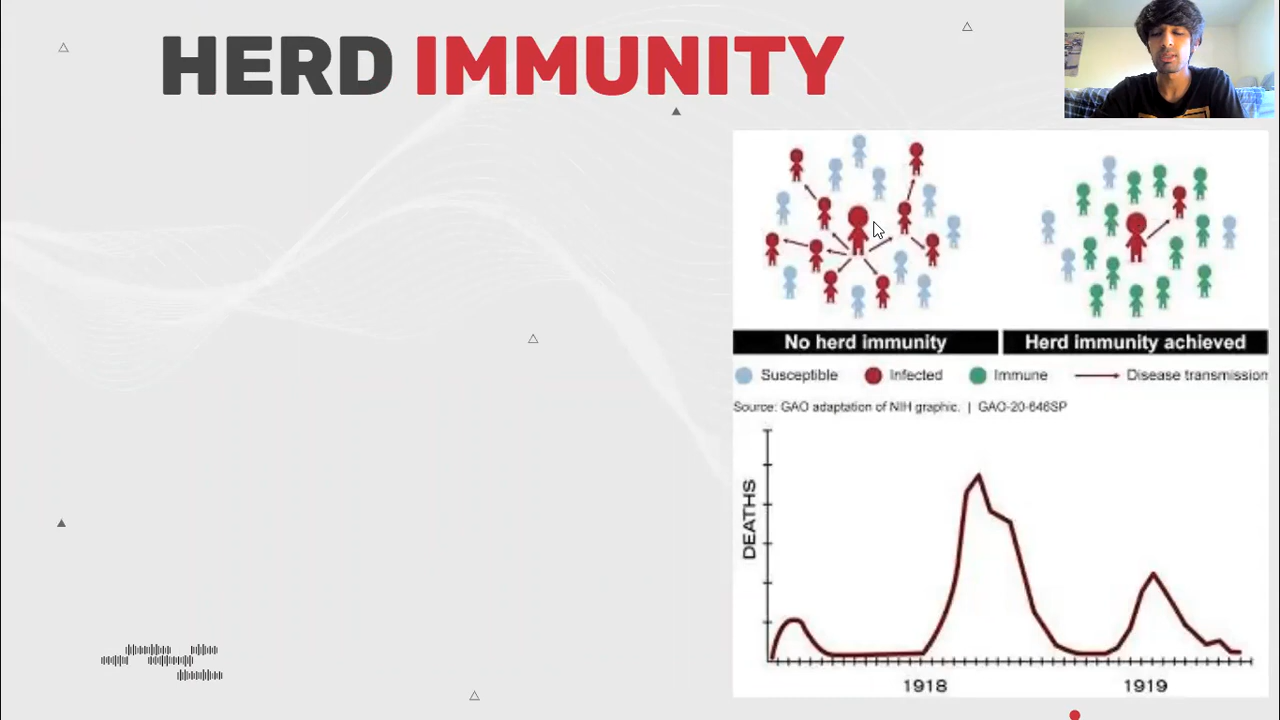 HERD IMMUNITY
No herd immunity
Herd immunity achieved
Susceptible
Infected
Immune
Disease transmission
Source: GAO adaptation of NIH graphic. | GAO-20-646SP
DEATHS
1918
1919